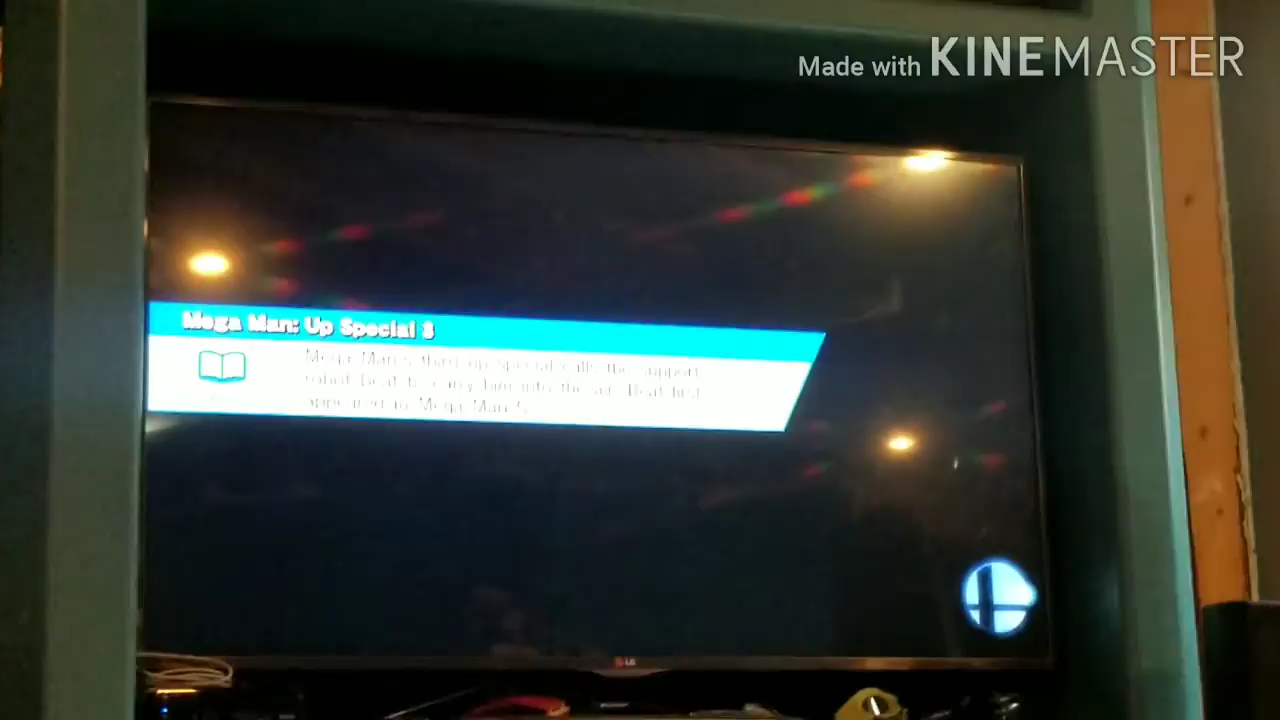 Made with KINEMASTER
Mega Man: Up Special 3
Mega Man's third up special calls the support
robot Beat to carry him into the air. Beat first
appeared in Mega Man 5.
LG